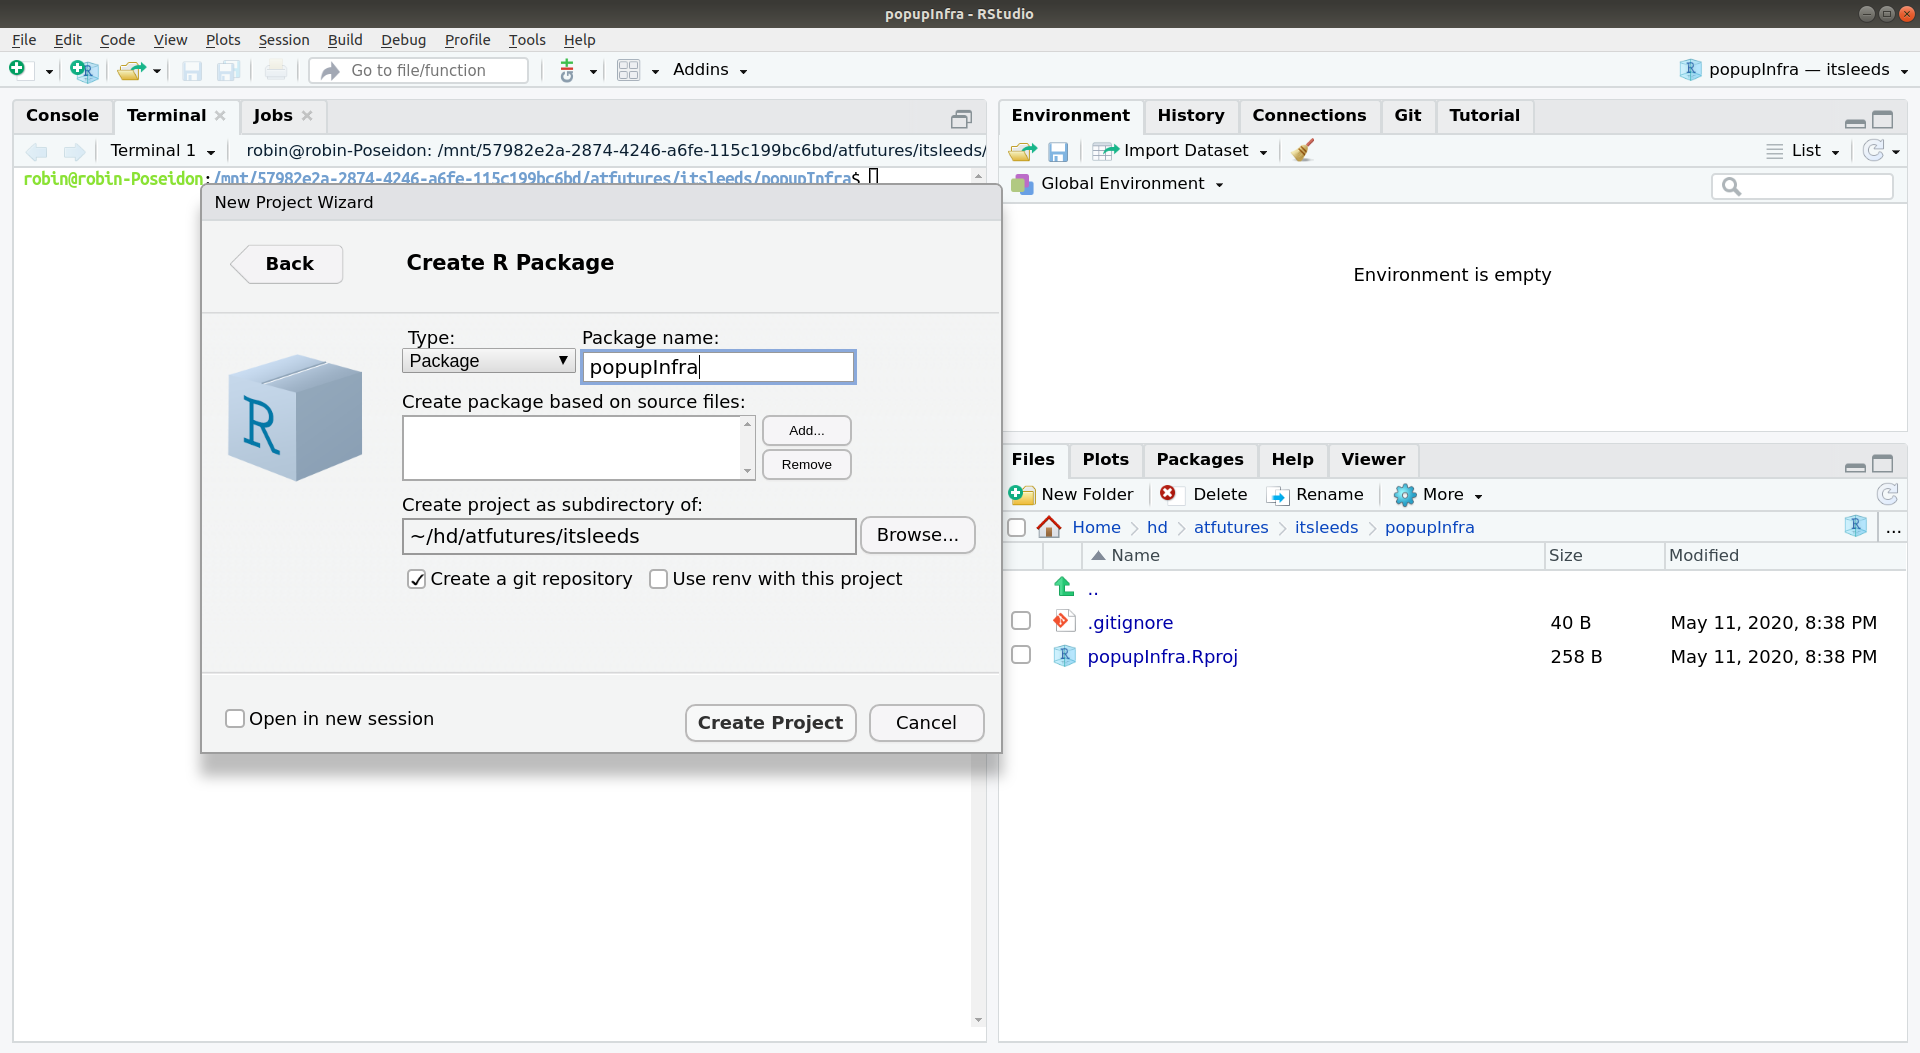 popupInfra - RStudio
File Edit Code View Plots Session Build Debug Profile Tools Help
Go to file/function Addins popupInfra — itsleeds
Console Terminal Jobs
Terminal 1 robin@robin-Poseidon: /mnt/57982e2a-2874-4246-a6fe-115c199bc6bd/atfutures/itsleeds/
robin@robin-Poseidon:/mnt/57982e2a-2874-4246-a6fe-115c199bc6bd/atfutures/itsleeds/popupInfra$
New Project Wizard
Back Create R Package
Type: Package name:
Package popupInfra
Create package based on source files:
Add...
Remove
Create project as subdirectory of:
~/hd/atfutures/itsleeds Browse...
Create a git repository Use renv with this project
Open in new session Create Project Cancel
Environment History Connections Git Tutorial
Import Dataset List
Global Environment
Environment is empty
Files Plots Packages Help Viewer
New Folder Delete Rename More
Home hd atfutures itsleeds popupInfra ...
Name Size Modified
..
.gitignore 40 B May 11, 2020, 8:38 PM
popupInfra.Rproj 258 B May 11, 2020, 8:38 PM